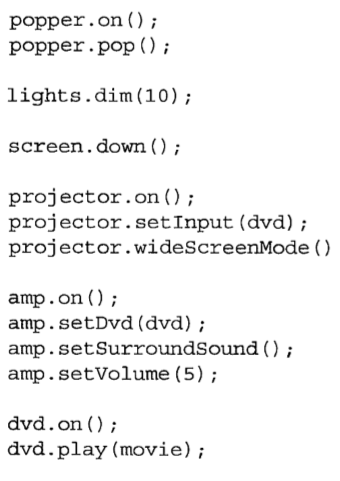 popper.on();
popper.pop();
lights.dim(10);
screen.down();
projector.on();
projector.setInput(dvd);
projector.wideScreenMode()
amp.on();
amp.setDvd(dvd);
amp.setSurroundSound();
amp.setVolume(5);
dvd.on();
dvd.play(movie);